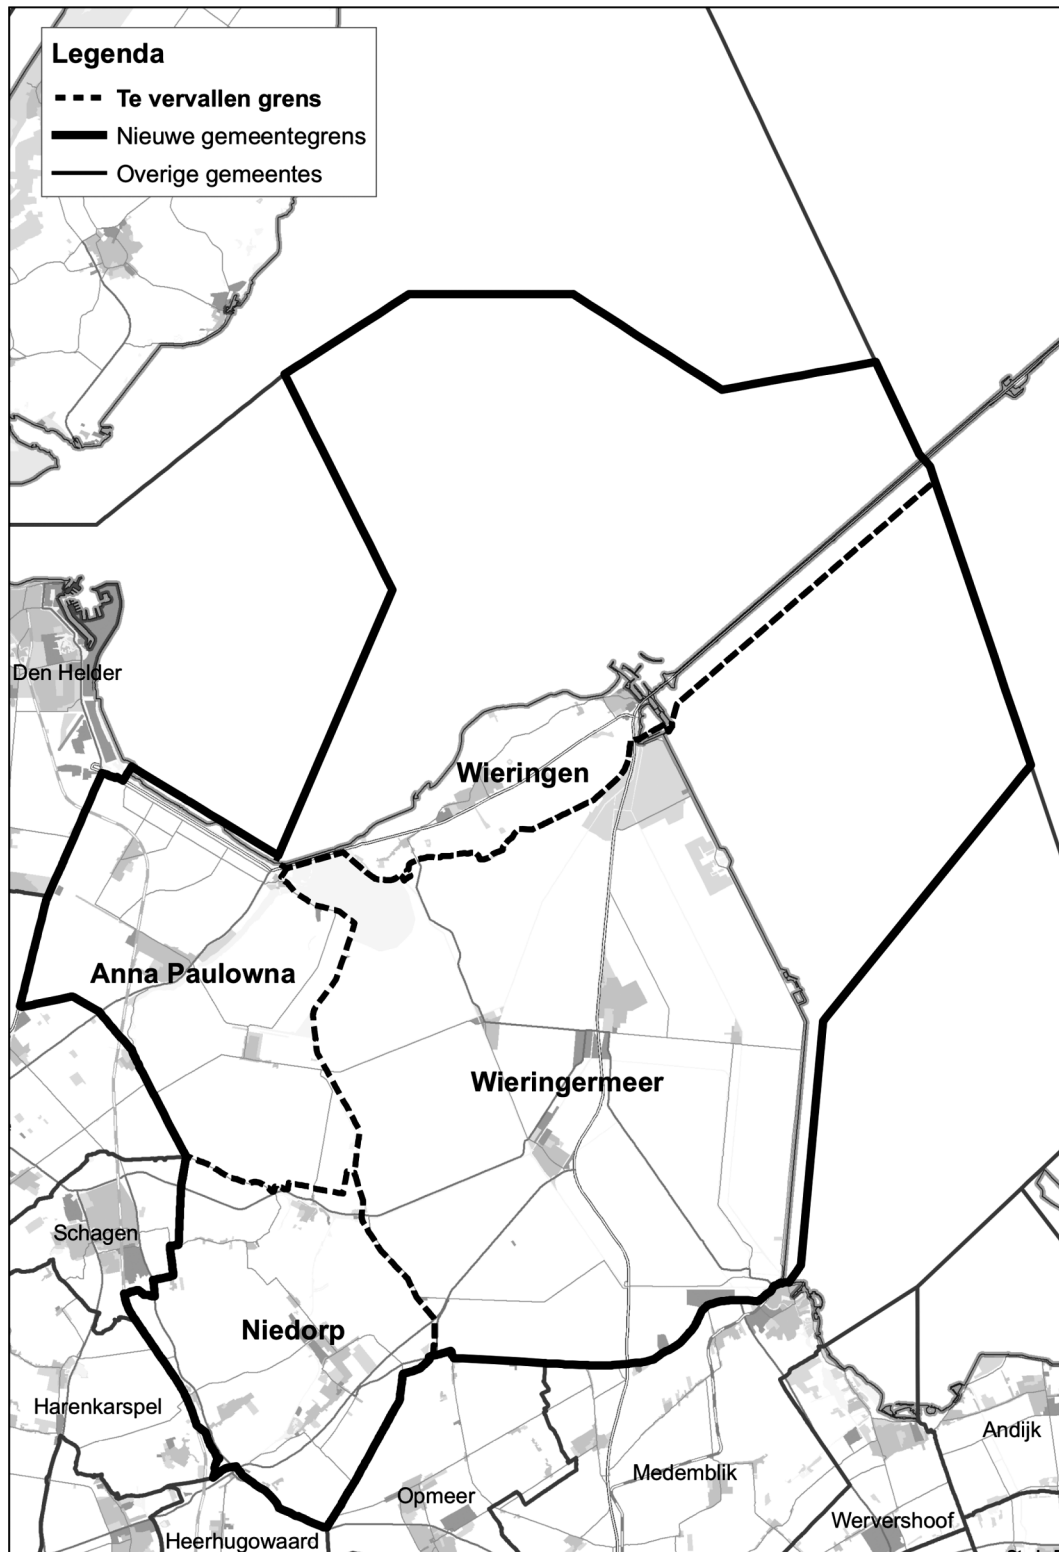 Legenda
Te vervallen grens
Nieuwe gemeentegrens
Overige gemeentes
Den Helder
Wieringen
Anna Paulowna
Wieringermeer
Schagen
Niedorp
Harenkarspel
Andijk
Medemblik
Opmeer
Wervershoof
Heerhugowaard